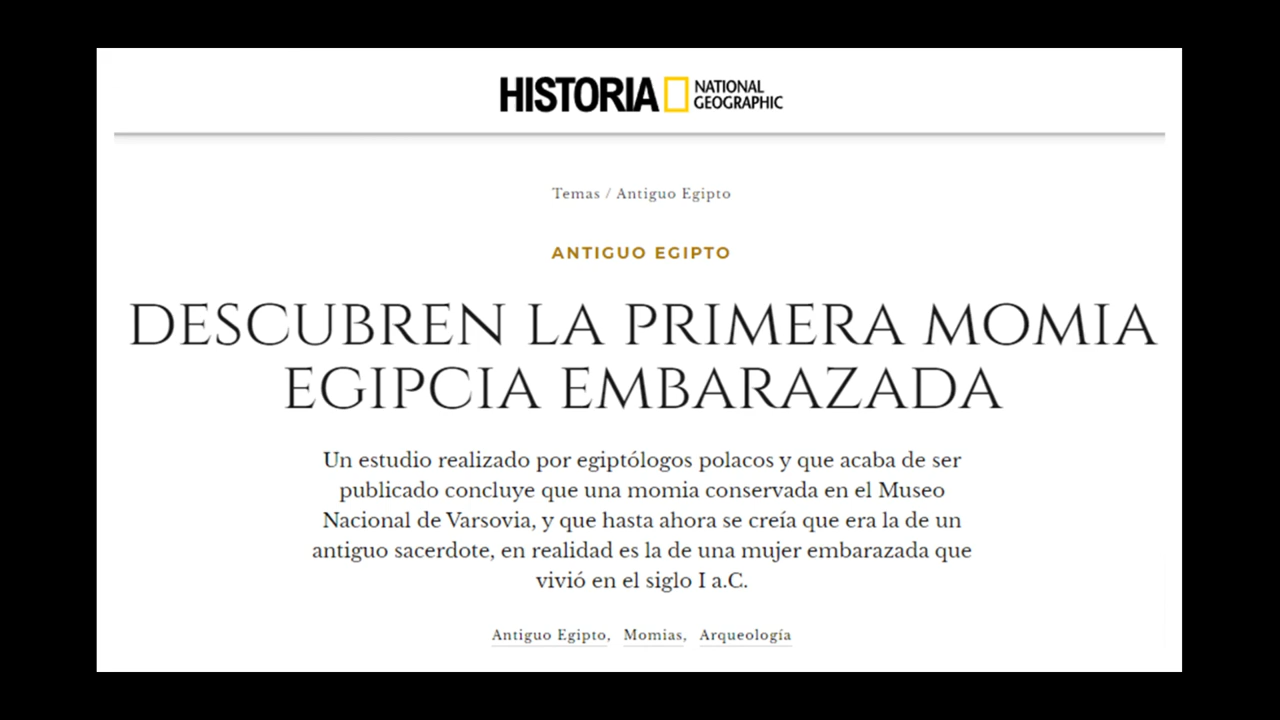 HISTORIA NATIONAL GEOGRAPHIC
Temas / Antiguo Egipto
ANTIGUO EGIPTO
DESCUBREN LA PRIMERA MOMIA
EGIPCIA EMBARAZADA
Un estudio realizado por egiptólogos polacos y que acaba de ser
publicado concluye que una momia conservada en el Museo
Nacional de Varsovia, y que hasta ahora se creía que era la de un
antiguo sacerdote, en realidad es la de una mujer embarazada que
vivió en el siglo I a.C.
Antiguo Egipto, Momias, Arqueología